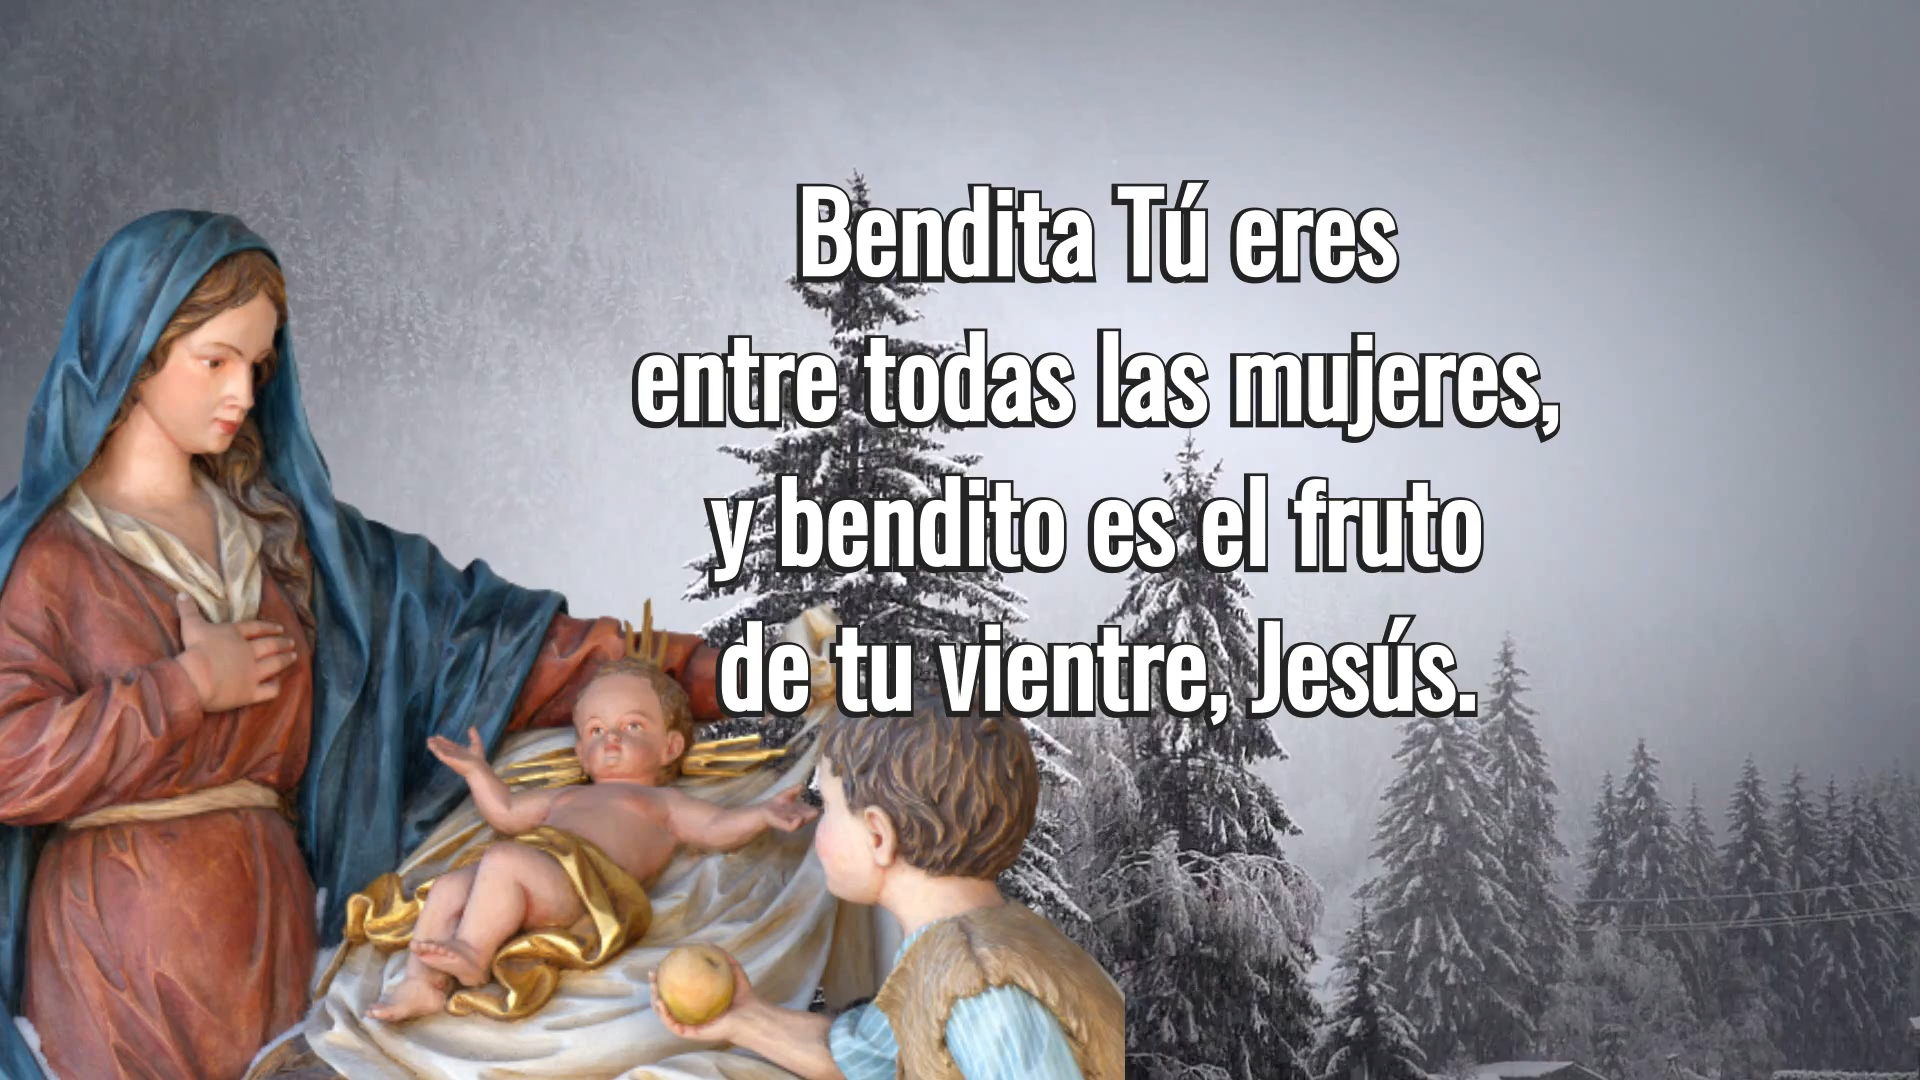 Bendita Tú eres
entre todas las mujeres,
y bendito es el fruto
de tu vientre, Jesús.